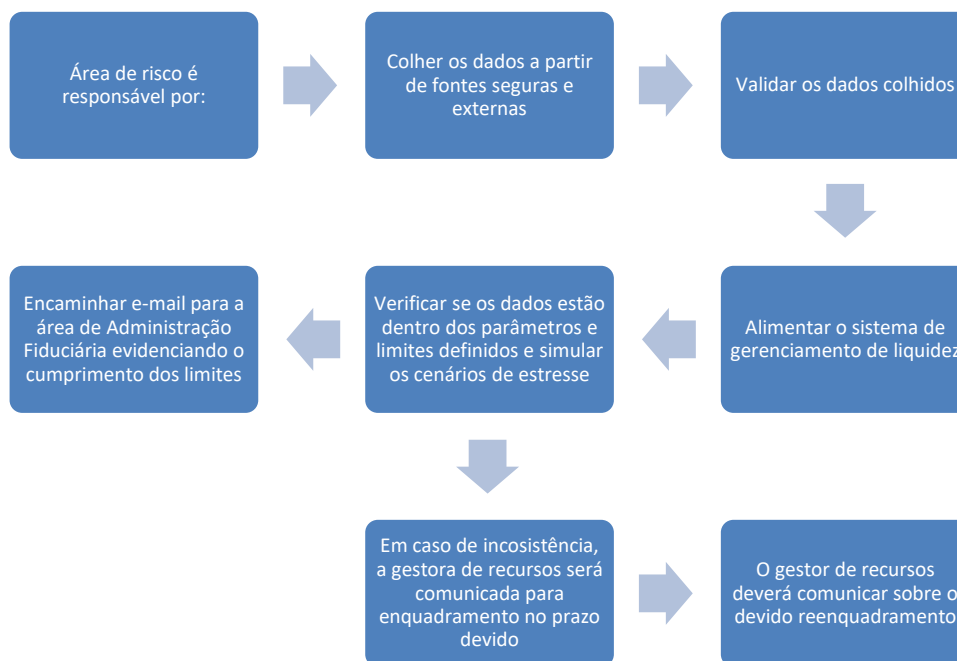 Área de risco é
responsável por:
Colher os dados a partir
de fontes seguras e
externas
Validar os dados colhidos
Alimentar o sistema de
gerenciamento de liquidez
Verificar se os dados estão
dentro dos parâmetros e
limites definidos e simular
os cenários de estresse
Encaminhar e-mail para a
área de Administração
Fiduciária evidenciando o
cumprimento dos limites
Em caso de incosistência,
a gestora de recursos será
comunicada para
enquadramento no prazo
devido
O gestor de recursos
deverá comunicar sobre o
devido reenquadramento